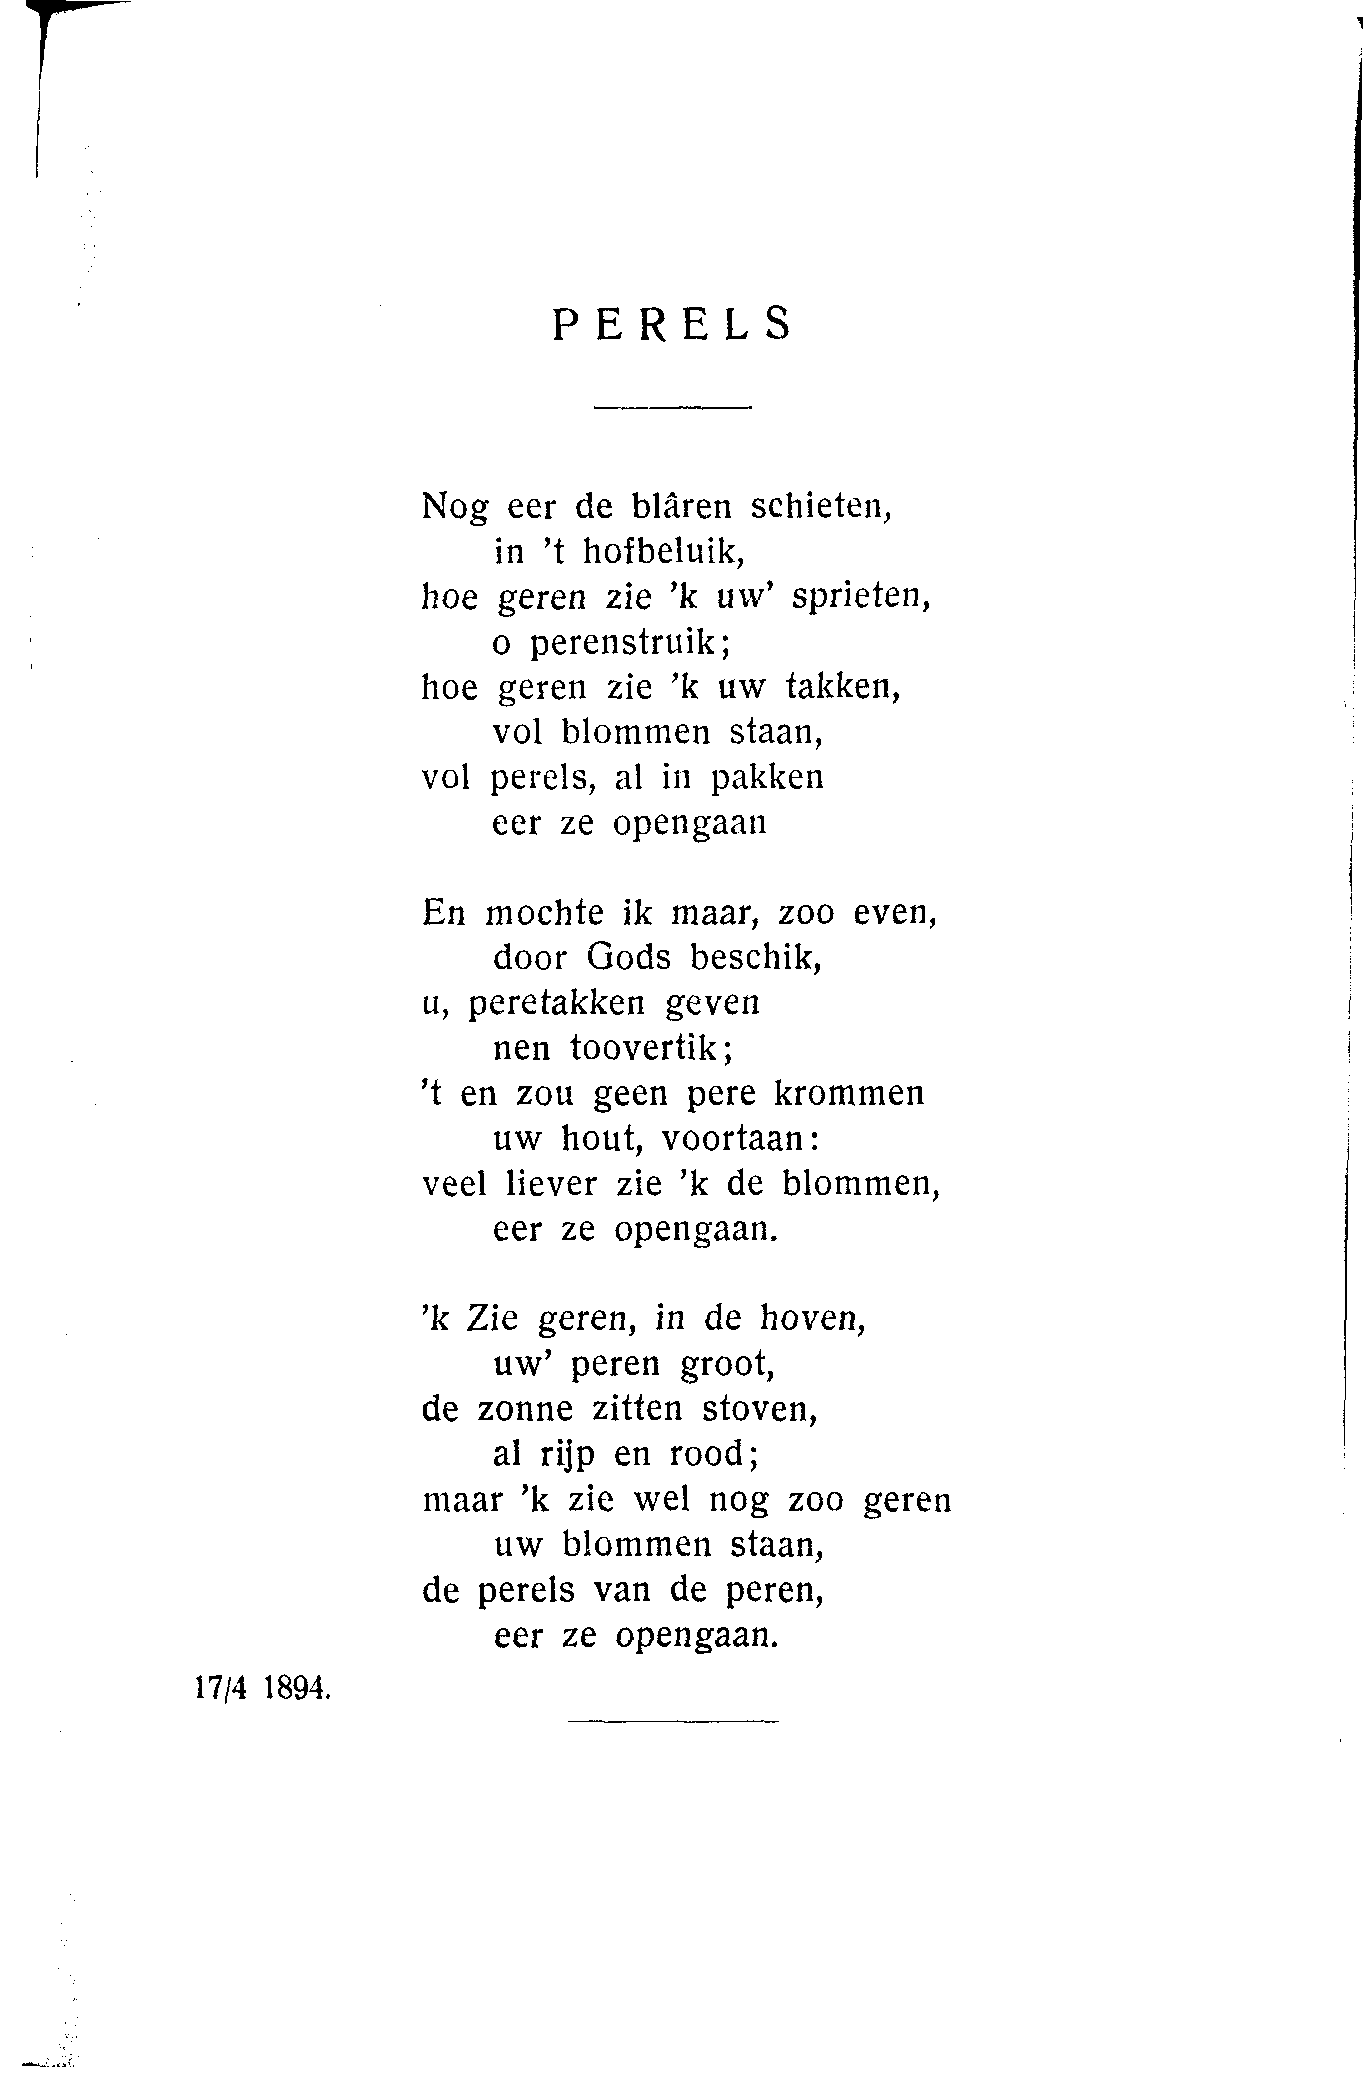 PERELS
Nog eer de blâren schieten,
in 't hofbeluik,
hoe geren zie 'k uw' sprieten,
o perenstruik;
hoe geren zie 'k uw takken,
vol blommen staan,
vol perels, al in pakken
eer ze opengaan
En mochte ik maar, zoo even,
door Gods beschik,
u, peretakken geven
nen toovertik;
't en zou geen pere krommen
uw hout, voortaan:
veel liever zie 'k de blommen,
eer ze opengaan.
'k Zie geren, in de hoven,
uw' peren groot,
de zonne zitten stoven,
al rijp en rood;
maar 'k zie wel nog zoo geren
uw blommen staan,
de perels van de peren,
eer ze opengaan.
17/4 1894.